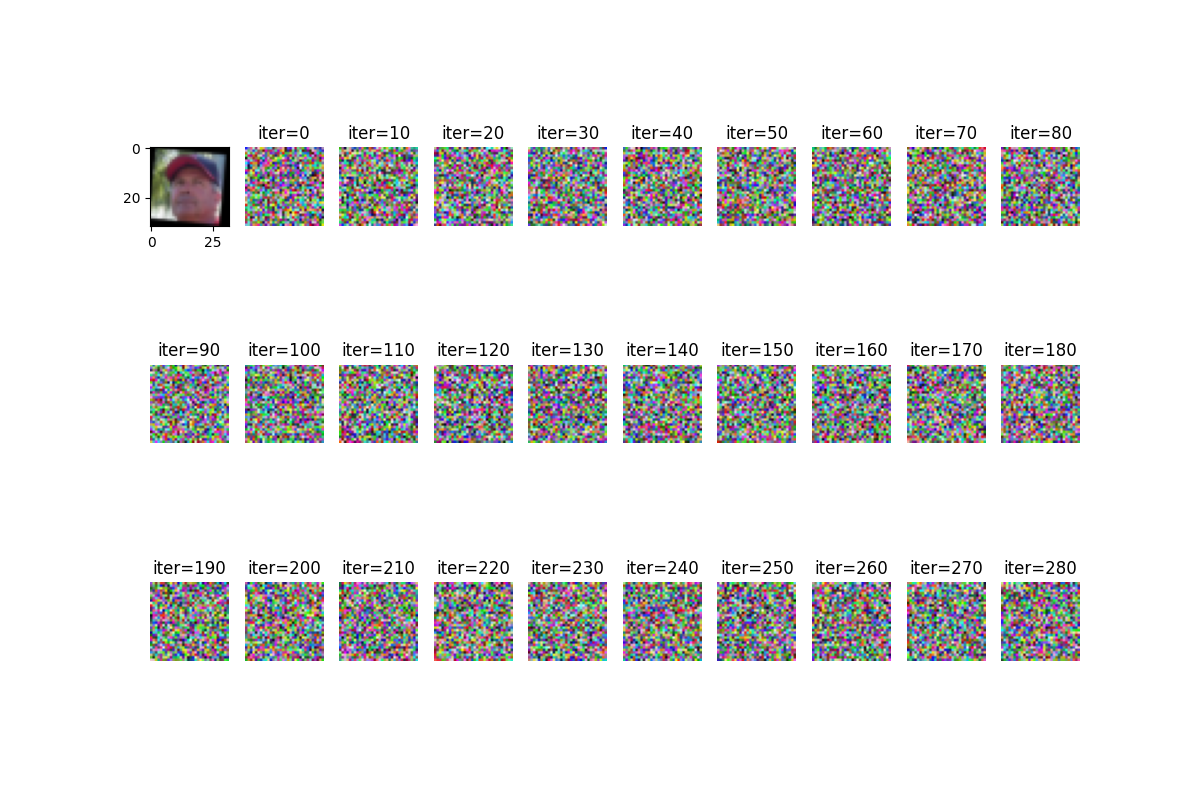 iter=0 iter=10 iter=20 iter=30 iter=40 iter=50 iter=60 iter=70 iter=80
0
20
0 25
iter=90 iter=100 iter=110 iter=120 iter=130 iter=140 iter=150 iter=160 iter=170 iter=180
iter=190 iter=200 iter=210 iter=220 iter=230 iter=240 iter=250 iter=260 iter=270 iter=280